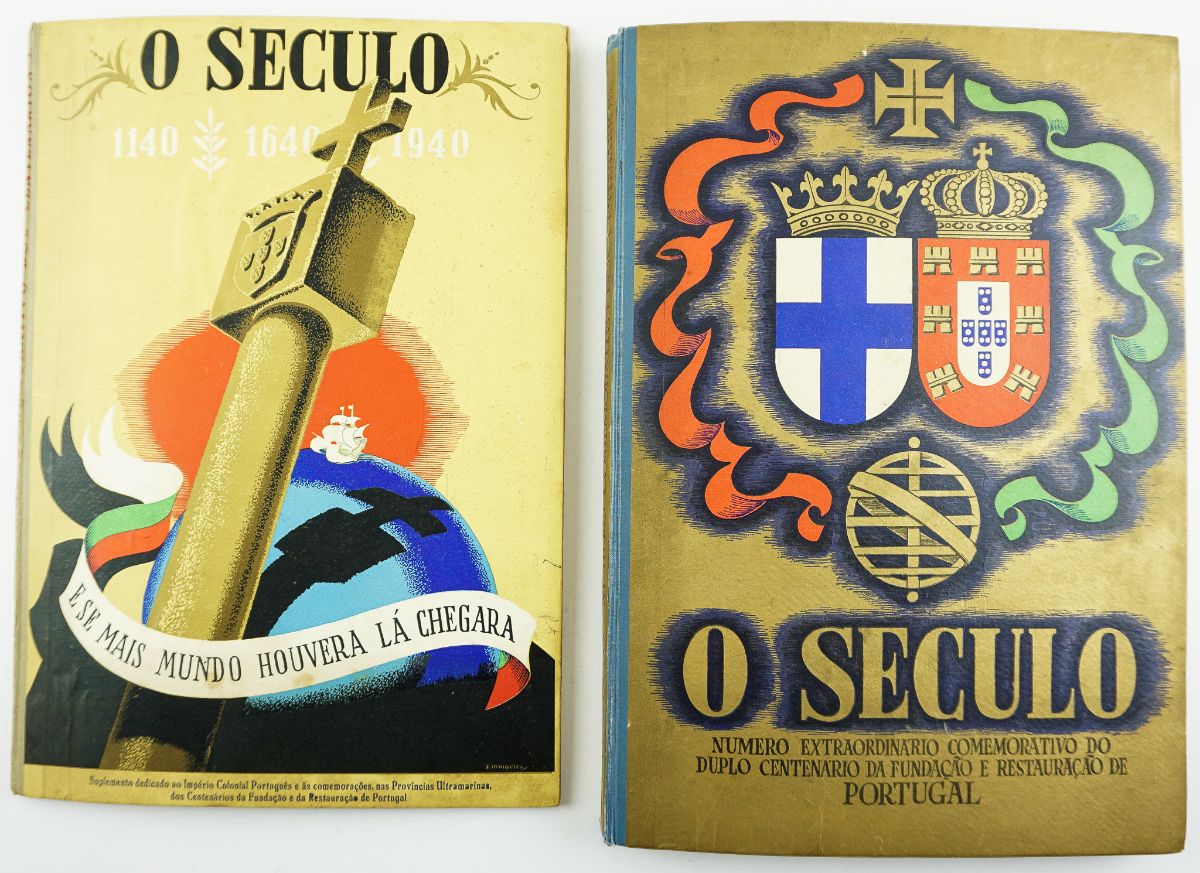 O SECULO
1140 1640 1940
E SE MAIS MUNDO HOUVERA LÁ CHEGARA
Suplemento dedicado ao Império Colonial Português e às comemorações, nas Províncias Ultramarinas,
dos Centenários da Fundação e da Restauração de Portugal
O SECULO
NUMERO EXTRAORDINÁRIO COMEMORATIVO DO
DUPLO CENTENARIO DA FUNDAÇÃO E RESTAURAÇÃO DE
PORTUGAL